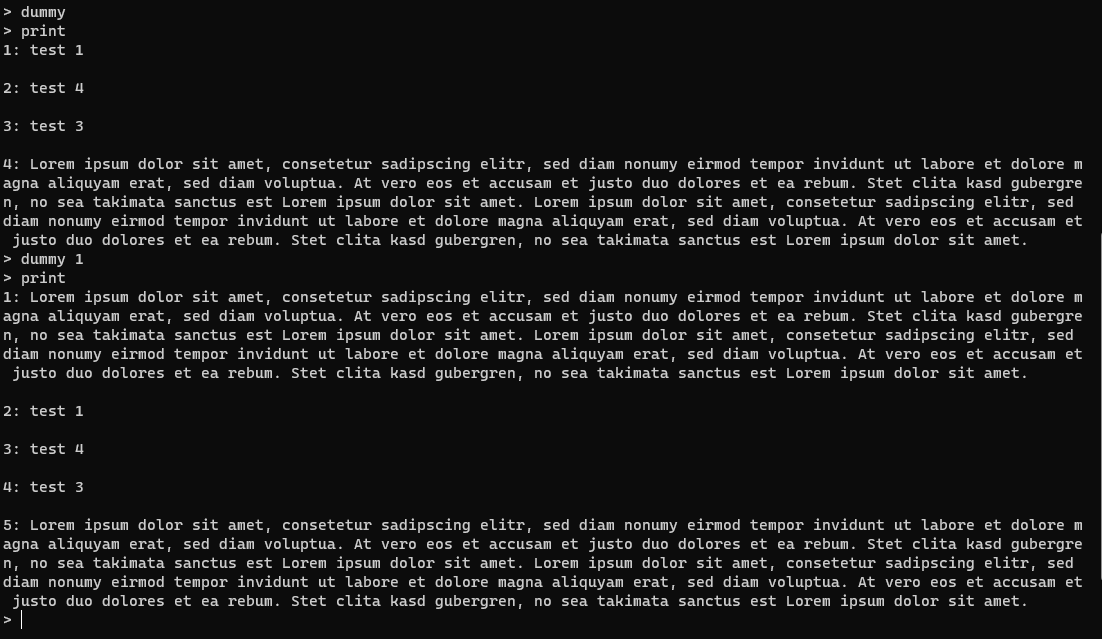 > dummy
> print
1: test 1
2: test 4
3: test 3
4: Lorem ipsum dolor sit amet, consetetur sadipscing elitr, sed diam nonumy eirmod tempor invidunt ut labore et dolore m
agna aliquyam erat, sed diam voluptua. At vero eos et accusam et justo duo dolores et ea rebum. Stet clita kasd gubergre
n, no sea takimata sanctus est Lorem ipsum dolor sit amet. Lorem ipsum dolor sit amet, consetetur sadipscing elitr, sed
diam nonumy eirmod tempor invidunt ut labore et dolore magna aliquyam erat, sed diam voluptua. At vero eos et accusam et
 justo duo dolores et ea rebum. Stet clita kasd gubergren, no sea takimata sanctus est Lorem ipsum dolor sit amet.
> dummy 1
> print
1: Lorem ipsum dolor sit amet, consetetur sadipscing elitr, sed diam nonumy eirmod tempor invidunt ut labore et dolore m
agna aliquyam erat, sed diam voluptua. At vero eos et accusam et justo duo dolores et ea rebum. Stet clita kasd gubergre
n, no sea takimata sanctus est Lorem ipsum dolor sit amet. Lorem ipsum dolor sit amet, consetetur sadipscing elitr, sed
diam nonumy eirmod tempor invidunt ut labore et dolore magna aliquyam erat, sed diam voluptua. At vero eos et accusam et
 justo duo dolores et ea rebum. Stet clita kasd gubergren, no sea takimata sanctus est Lorem ipsum dolor sit amet.
2: test 1
3: test 4
4: test 3
5: Lorem ipsum dolor sit amet, consetetur sadipscing elitr, sed diam nonumy eirmod tempor invidunt ut labore et dolore m
agna aliquyam erat, sed diam voluptua. At vero eos et accusam et justo duo dolores et ea rebum. Stet clita kasd gubergre
n, no sea takimata sanctus est Lorem ipsum dolor sit amet. Lorem ipsum dolor sit amet, consetetur sadipscing elitr, sed
diam nonumy eirmod tempor invidunt ut labore et dolore magna aliquyam erat, sed diam voluptua. At vero eos et accusam et
 justo duo dolores et ea rebum. Stet clita kasd gubergren, no sea takimata sanctus est Lorem ipsum dolor sit amet.
>